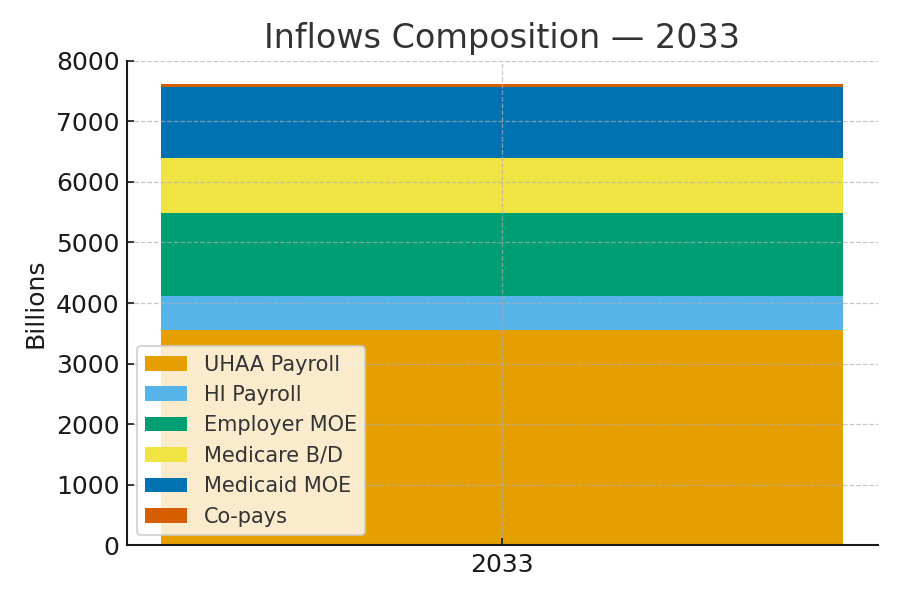 Inflows Composition — 2033
8000
7000
6000
5000
4000
3000
2000
1000
0
Billions
UHAA Payroll
HI Payroll
Employer MOE
Medicare B/D
Medicaid MOE
Co-pays
2033